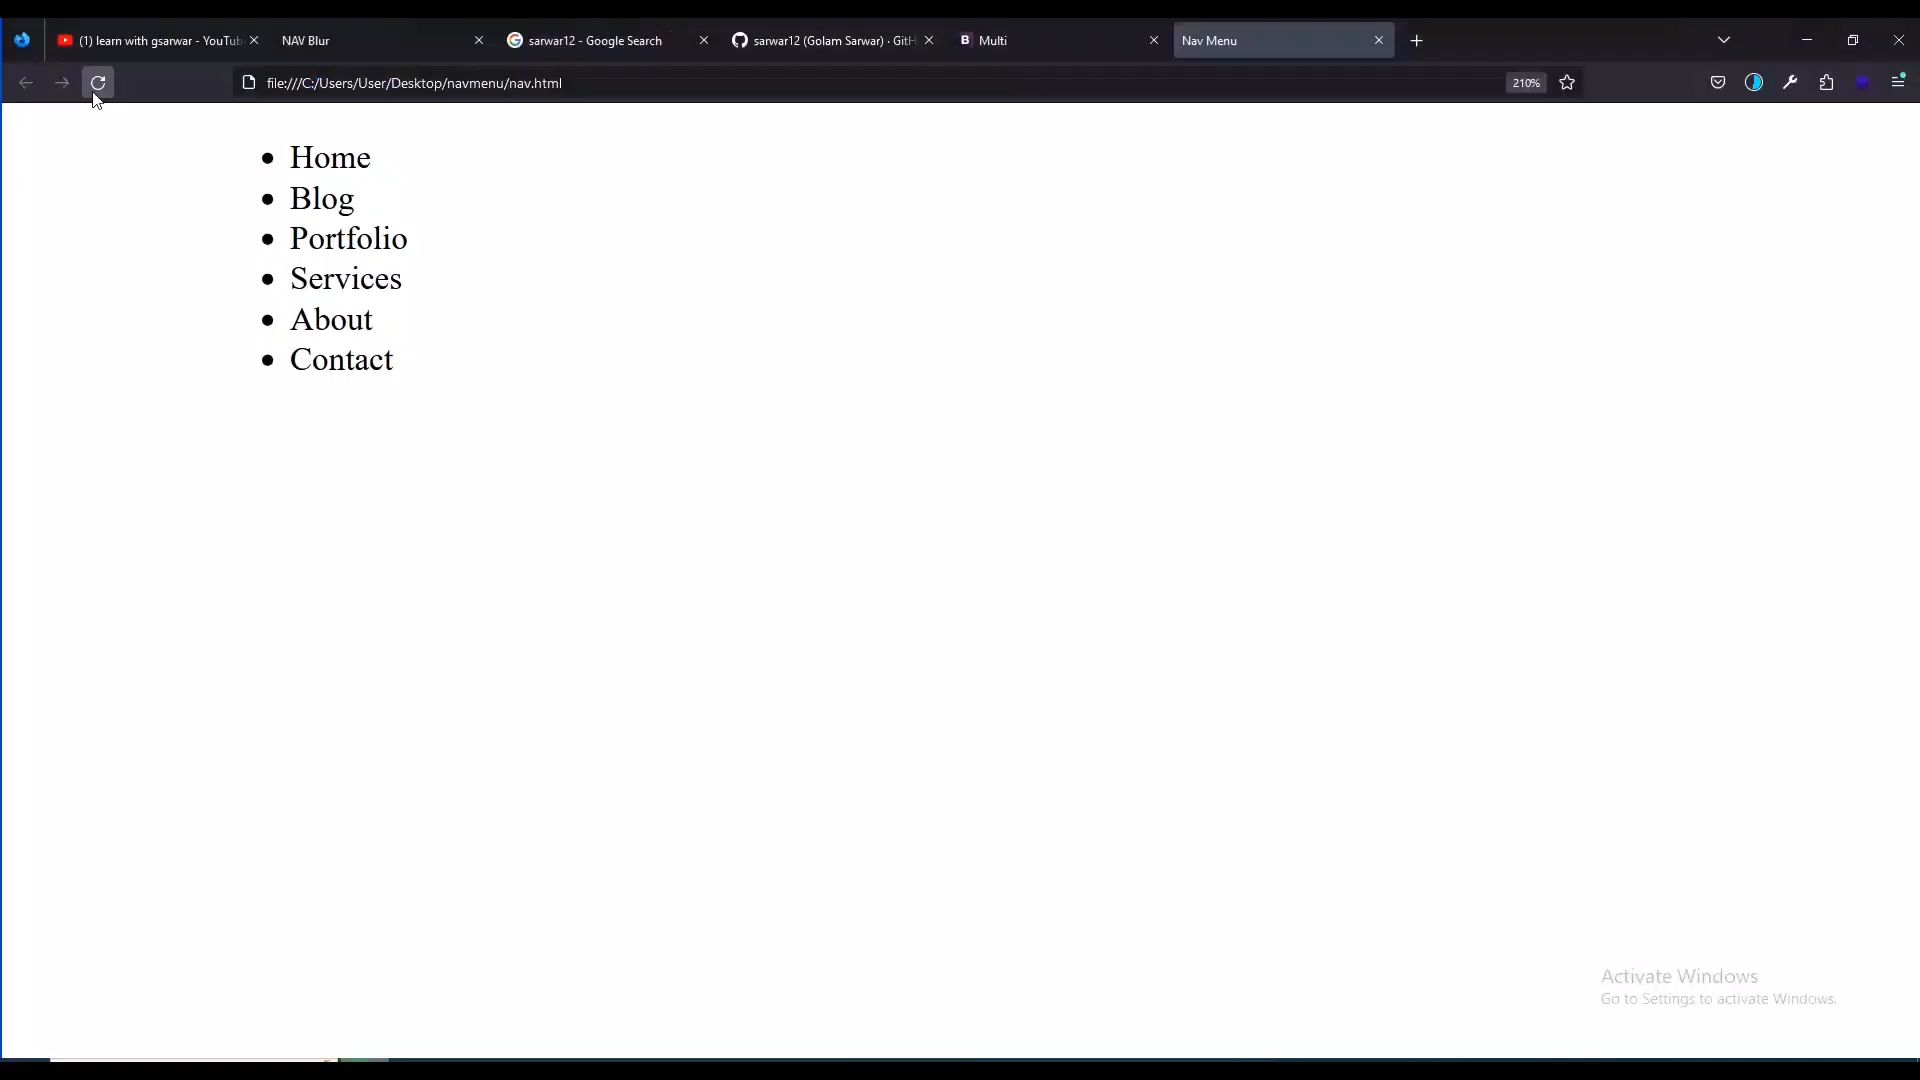 (1) learn with gsarwar - YouTub
NAV Blur
sarwar12 - Google Search
sarwar12 (Golam Sarwar) · GitH
B Multi
Nav Menu
file:///C:/Users/User/Desktop/navmenu/nav.html
210%
• Home
• Blog
• Portfolio
• Services
• About
• Contact
Activate Windows
Go to Settings to activate Windows.